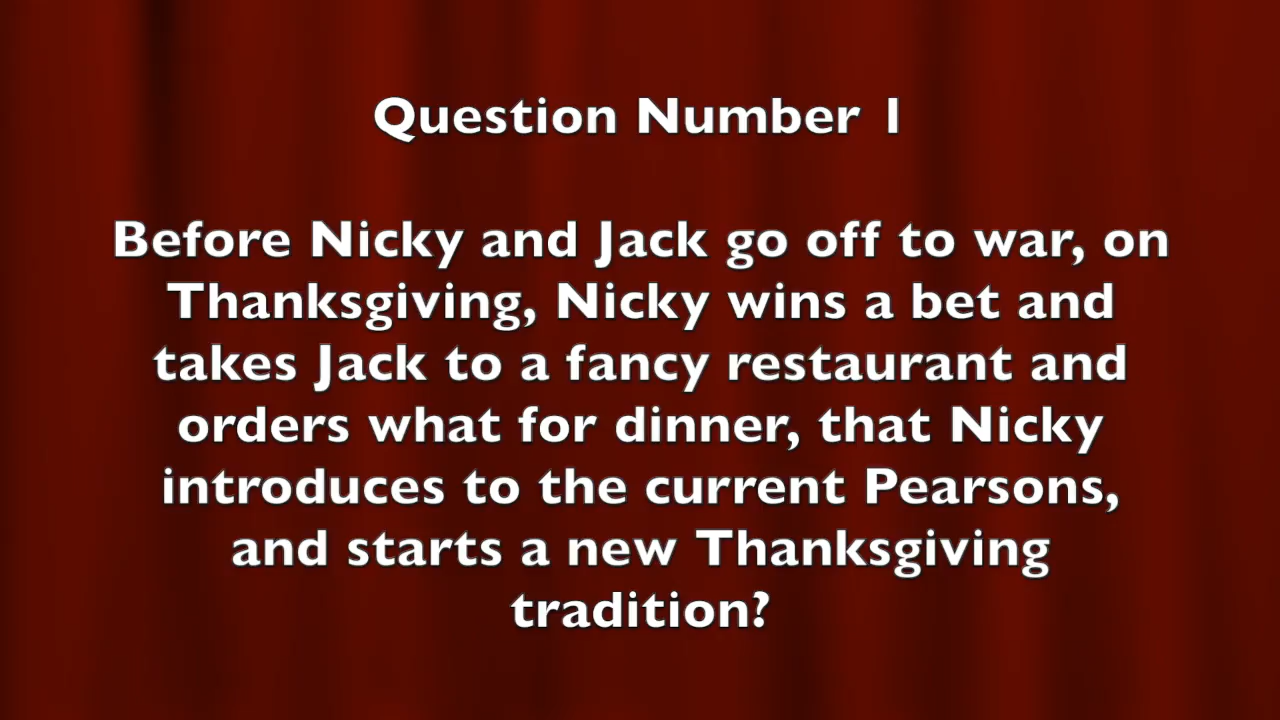 Question Number 1
Before Nicky and Jack go off to war, on
Thanksgiving, Nicky wins a bet and
takes Jack to a fancy restaurant and
orders what for dinner, that Nicky
introduces to the current Pearsons,
and starts a new Thanksgiving
tradition?